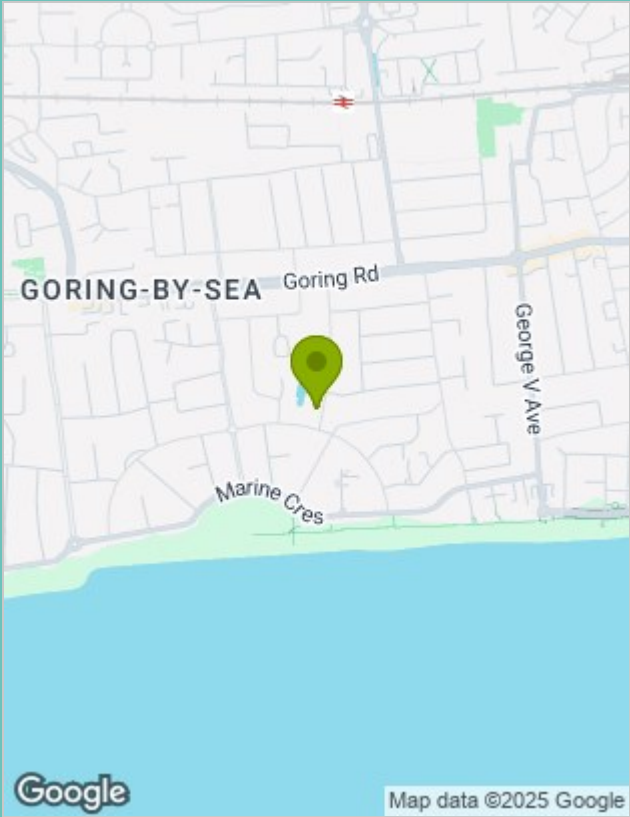 GORING-BY-SEA
Goring Rd
George V Ave
Marine Cres
Google
Map data ©2025 Google